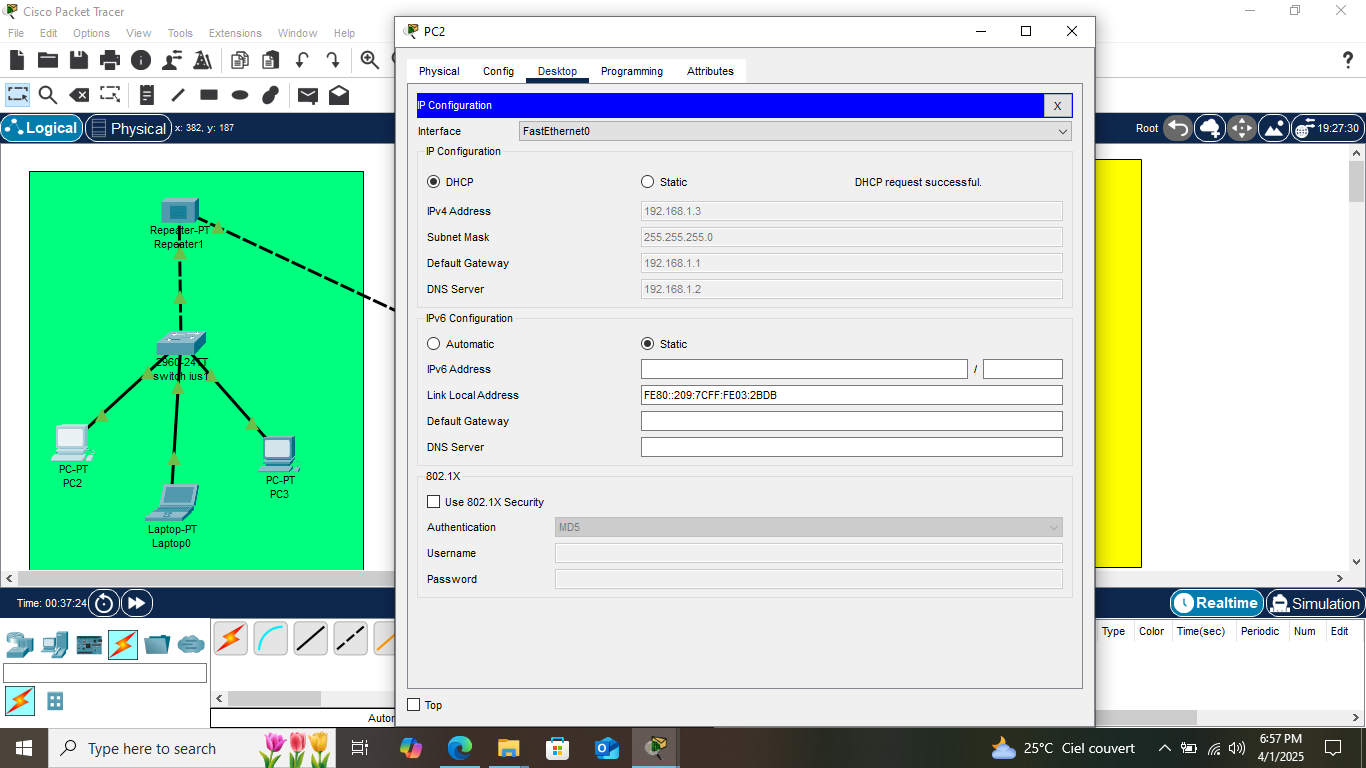 Cisco Packet Tracer
File Edit Options View Tools Extensions Window Help
Logical Physical x: 382, y: 187
Root 19:27:30
Repeater-PT
Repeater1
2960-24TT
switch ius1
PC-PT
PC2
PC-PT
PC3
Laptop-PT
Laptop0
PC2
Physical Config Desktop Programming Attributes
IP Configuration X
Interface FastEthernet0
IP Configuration
DHCP Static DHCP request successful.
IPv4 Address 192.168.1.3
Subnet Mask 255.255.255.0
Default Gateway 192.168.1.1
DNS Server 192.168.1.2
IPv6 Configuration
Automatic Static
IPv6 Address /
Link Local Address FE80::209:7CFF:FE03:2BDB
Default Gateway
DNS Server
802.1X
Use 802.1X Security
Authentication MD5
Username
Password
Top
Time: 00:37:24
Realtime Simulation
Type Color Time(sec) Periodic Num Edit
Type here to search
25°C Ciel couvert
6:57 PM
4/1/2025